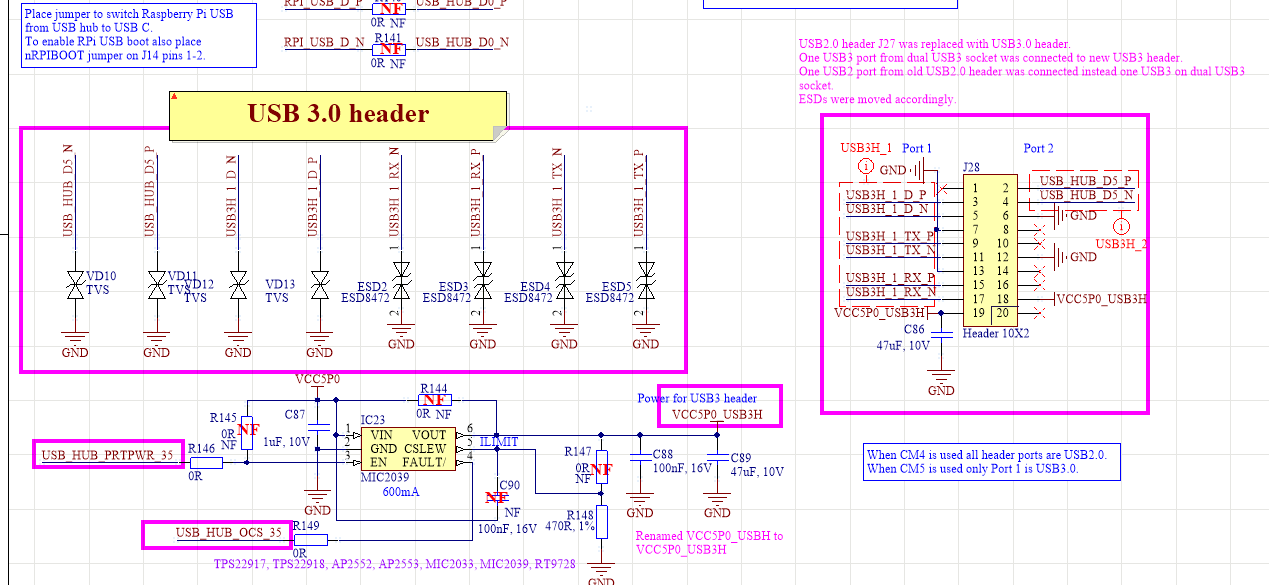 Place jumper to switch Raspberry Pi USB
from USB hub to USB C.
To enable RPi USB boot also place
nRPIBOOT jumper on J14 pins 1-2.
RPI_USB_D_P
NF
USB_HUB_D0_P
0R NF
RPI_USB_D_N
R141
NF
USB_HUB_D0_N
0R NF
USB2.0 header J27 was replaced with USB3.0 header.
One USB3 port from dual USB3 socket was connected to new USB3 header.
One USB2 port from old USB2.0 header was connected instead one USB3 on dual USB3
socket.
ESDs were moved accordingly.
USB 3.0 header
USB_HUB_D5_N
USB_HUB_D5_P
USB3H_1_D_N
USB3H_1_D_P
1 USB3H_1_RX_N
1 USB3H_1_RX_P
1 USB3H_1_TX_N
1 USB3H_1_TX_P
VD10
TVS
VD11
TVS
VD12
TVS
VD13
TVS
ESD2
ESD8472
ESD3
ESD8472
ESD4
ESD8472
ESD5
ESD8472
2
2
2
2
GND
GND
GND
GND
GND
GND
GND
GND
USB3H_1
Port 1
Port 2
1
GND
J28
USB3H_1_D_P
USB3H_1_D_N
USB3H_1_TX_P
USB3H_1_TX_N
USB3H_1_RX_P
USB3H_1_RX_N
VCC5P0_USB3H
1 2
3 4
5 6
7 8
9 10
11 12
13 14
15 16
17 18
19 20
USB_HUB_D5_P
USB_HUB_D5_N
GND
1
USB3H_2
GND
VCC5P0_USB3H
Header 10X2
C86
47uF, 10V
GND
VCC5P0
R144
NF
0R NF
R145
0R
NF
NF
C87
1uF, 10V
GND
USB_HUB_PRTPWR_35
R146
0R
IC23
1 VIN VOUT 6
2 GND CSLEW 5
3 EN FAULT/ 4
MIC2039
600mA
ILIMIT
Power for USB3 header
VCC5P0_USB3H
R147
0R
NF
NF
C88
100nF, 16V
GND
C89
47uF, 10V
GND
C90
NF
NF
100nF, 16V
R148
470R, 1%
GND
USB_HUB_OCS_35
R149
0R
Renamed VCC5P0_USBH to
VCC5P0_USB3H
TPS22917, TPS22918, AP2552, AP2553, MIC2033, MIC2039, RT9728
When CM4 is used all header ports are USB2.0.
When CM5 is used only Port 1 is USB3.0.